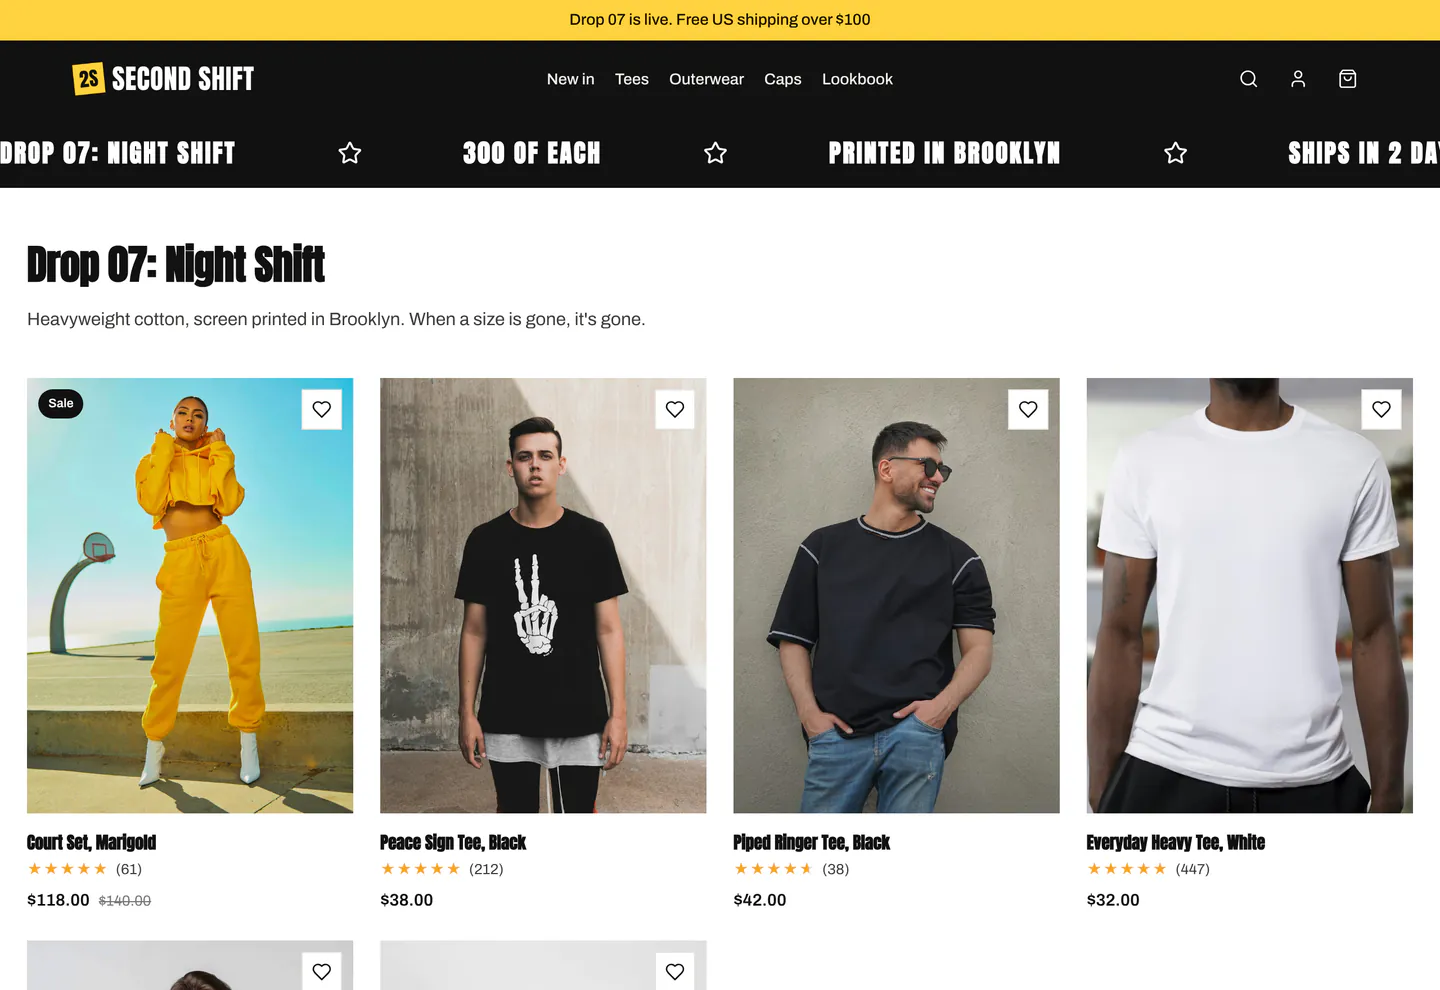 Drop 07 is live. Free US shipping over $100
2S SECOND SHIFT
New in Tees Outerwear Caps Lookbook
DROP 07: NIGHT SHIFT 300 OF EACH PRINTED IN BROOKLYN SHIPS IN 2 DAY
Drop 07: Night Shift
Heavyweight cotton, screen printed in Brooklyn. When a size is gone, it's gone.
Sale
Court Set, Marigold
(61)
$118.00 $140.00
Peace Sign Tee, Black
(212)
$38.00
Piped Ringer Tee, Black
(38)
$42.00
Everyday Heavy Tee, White
(447)
$32.00